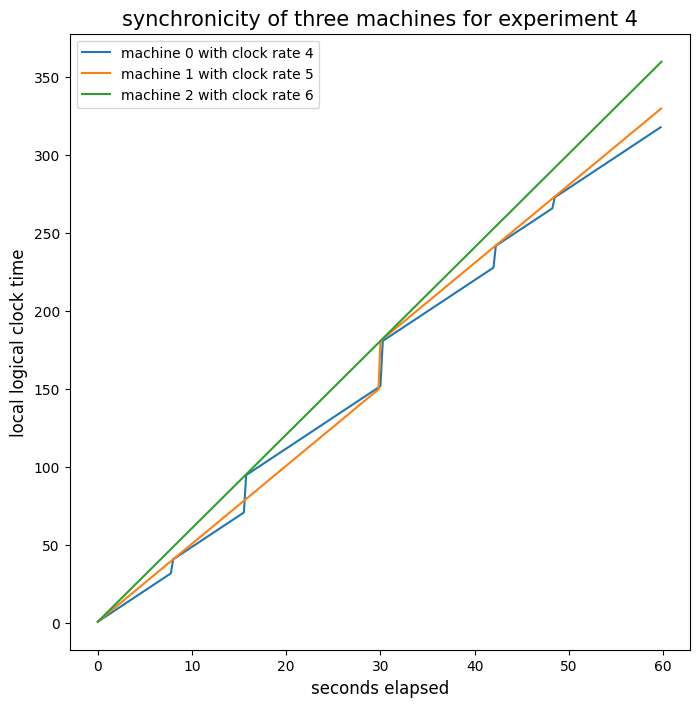 synchronicity of three machines for experiment 4
machine 0 with clock rate 4
machine 1 with clock rate 5
machine 2 with clock rate 6
local logical clock time
350
300
250
200
150
100
50
0
0 10 20 30 40 50 60
seconds elapsed